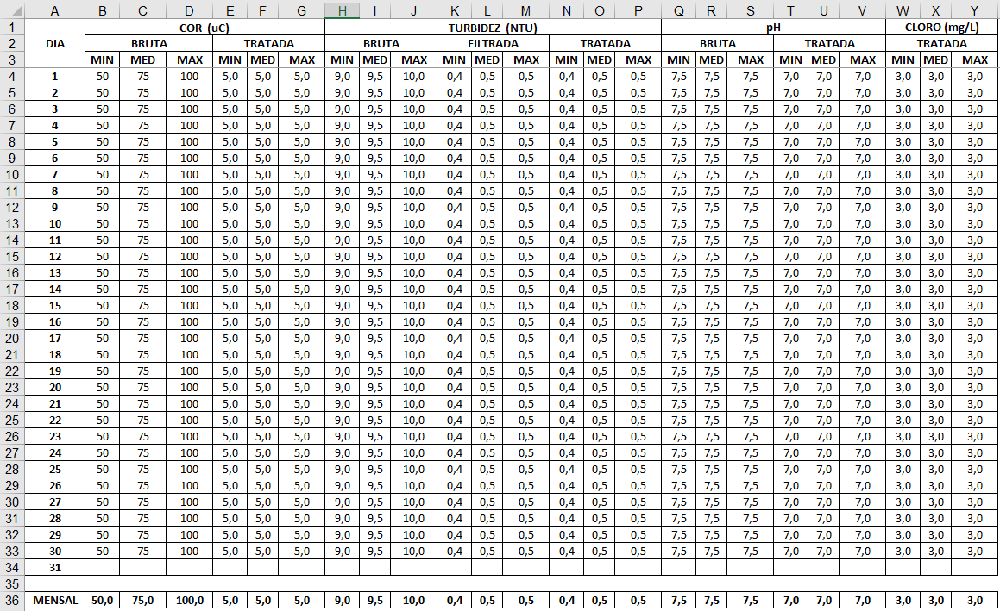 A B C D E F G H I J K L M N O P Q R S T U V W X Y
1 COR (uC) TURBIDEZ (NTU) pH CLORO (mg/L)
2 DIA BRUTA TRATADA BRUTA FILTRADA TRATADA BRUTA TRATADA TRATADA
3 MIN MED MAX MIN MED MAX MIN MED MAX MIN MED MAX MIN MED MAX MIN MED MAX MIN MED MAX MIN MED MAX
4 1 50 75 100 5,0 5,0 5,0 9,0 9,5 10,0 0,4 0,5 0,5 0,4 0,5 0,5 7,5 7,5 7,5 7,0 7,0 7,0 3,0 3,0 3,0
5 2 50 75 100 5,0 5,0 5,0 9,0 9,5 10,0 0,4 0,5 0,5 0,4 0,5 0,5 7,5 7,5 7,5 7,0 7,0 7,0 3,0 3,0 3,0
6 3 50 75 100 5,0 5,0 5,0 9,0 9,5 10,0 0,4 0,5 0,5 0,4 0,5 0,5 7,5 7,5 7,5 7,0 7,0 7,0 3,0 3,0 3,0
7 4 50 75 100 5,0 5,0 5,0 9,0 9,5 10,0 0,4 0,5 0,5 0,4 0,5 0,5 7,5 7,5 7,5 7,0 7,0 7,0 3,0 3,0 3,0
8 5 50 75 100 5,0 5,0 5,0 9,0 9,5 10,0 0,4 0,5 0,5 0,4 0,5 0,5 7,5 7,5 7,5 7,0 7,0 7,0 3,0 3,0 3,0
9 6 50 75 100 5,0 5,0 5,0 9,0 9,5 10,0 0,4 0,5 0,5 0,4 0,5 0,5 7,5 7,5 7,5 7,0 7,0 7,0 3,0 3,0 3,0
10 7 50 75 100 5,0 5,0 5,0 9,0 9,5 10,0 0,4 0,5 0,5 0,4 0,5 0,5 7,5 7,5 7,5 7,0 7,0 7,0 3,0 3,0 3,0
11 8 50 75 100 5,0 5,0 5,0 9,0 9,5 10,0 0,4 0,5 0,5 0,4 0,5 0,5 7,5 7,5 7,5 7,0 7,0 7,0 3,0 3,0 3,0
12 9 50 75 100 5,0 5,0 5,0 9,0 9,5 10,0 0,4 0,5 0,5 0,4 0,5 0,5 7,5 7,5 7,5 7,0 7,0 7,0 3,0 3,0 3,0
13 10 50 75 100 5,0 5,0 5,0 9,0 9,5 10,0 0,4 0,5 0,5 0,4 0,5 0,5 7,5 7,5 7,5 7,0 7,0 7,0 3,0 3,0 3,0
14 11 50 75 100 5,0 5,0 5,0 9,0 9,5 10,0 0,4 0,5 0,5 0,4 0,5 0,5 7,5 7,5 7,5 7,0 7,0 7,0 3,0 3,0 3,0
15 12 50 75 100 5,0 5,0 5,0 9,0 9,5 10,0 0,4 0,5 0,5 0,4 0,5 0,5 7,5 7,5 7,5 7,0 7,0 7,0 3,0 3,0 3,0
16 13 50 75 100 5,0 5,0 5,0 9,0 9,5 10,0 0,4 0,5 0,5 0,4 0,5 0,5 7,5 7,5 7,5 7,0 7,0 7,0 3,0 3,0 3,0
17 14 50 75 100 5,0 5,0 5,0 9,0 9,5 10,0 0,4 0,5 0,5 0,4 0,5 0,5 7,5 7,5 7,5 7,0 7,0 7,0 3,0 3,0 3,0
18 15 50 75 100 5,0 5,0 5,0 9,0 9,5 10,0 0,4 0,5 0,5 0,4 0,5 0,5 7,5 7,5 7,5 7,0 7,0 7,0 3,0 3,0 3,0
19 16 50 75 100 5,0 5,0 5,0 9,0 9,5 10,0 0,4 0,5 0,5 0,4 0,5 0,5 7,5 7,5 7,5 7,0 7,0 7,0 3,0 3,0 3,0
20 17 50 75 100 5,0 5,0 5,0 9,0 9,5 10,0 0,4 0,5 0,5 0,4 0,5 0,5 7,5 7,5 7,5 7,0 7,0 7,0 3,0 3,0 3,0
21 18 50 75 100 5,0 5,0 5,0 9,0 9,5 10,0 0,4 0,5 0,5 0,4 0,5 0,5 7,5 7,5 7,5 7,0 7,0 7,0 3,0 3,0 3,0
22 19 50 75 100 5,0 5,0 5,0 9,0 9,5 10,0 0,4 0,5 0,5 0,4 0,5 0,5 7,5 7,5 7,5 7,0 7,0 7,0 3,0 3,0 3,0
23 20 50 75 100 5,0 5,0 5,0 9,0 9,5 10,0 0,4 0,5 0,5 0,4 0,5 0,5 7,5 7,5 7,5 7,0 7,0 7,0 3,0 3,0 3,0
24 21 50 75 100 5,0 5,0 5,0 9,0 9,5 10,0 0,4 0,5 0,5 0,4 0,5 0,5 7,5 7,5 7,5 7,0 7,0 7,0 3,0 3,0 3,0
25 22 50 75 100 5,0 5,0 5,0 9,0 9,5 10,0 0,4 0,5 0,5 0,4 0,5 0,5 7,5 7,5 7,5 7,0 7,0 7,0 3,0 3,0 3,0
26 23 50 75 100 5,0 5,0 5,0 9,0 9,5 10,0 0,4 0,5 0,5 0,4 0,5 0,5 7,5 7,5 7,5 7,0 7,0 7,0 3,0 3,0 3,0
27 24 50 75 100 5,0 5,0 5,0 9,0 9,5 10,0 0,4 0,5 0,5 0,4 0,5 0,5 7,5 7,5 7,5 7,0 7,0 7,0 3,0 3,0 3,0
28 25 50 75 100 5,0 5,0 5,0 9,0 9,5 10,0 0,4 0,5 0,5 0,4 0,5 0,5 7,5 7,5 7,5 7,0 7,0 7,0 3,0 3,0 3,0
29 26 50 75 100 5,0 5,0 5,0 9,0 9,5 10,0 0,4 0,5 0,5 0,4 0,5 0,5 7,5 7,5 7,5 7,0 7,0 7,0 3,0 3,0 3,0
30 27 50 75 100 5,0 5,0 5,0 9,0 9,5 10,0 0,4 0,5 0,5 0,4 0,5 0,5 7,5 7,5 7,5 7,0 7,0 7,0 3,0 3,0 3,0
31 28 50 75 100 5,0 5,0 5,0 9,0 9,5 10,0 0,4 0,5 0,5 0,4 0,5 0,5 7,5 7,5 7,5 7,0 7,0 7,0 3,0 3,0 3,0
32 29 50 75 100 5,0 5,0 5,0 9,0 9,5 10,0 0,4 0,5 0,5 0,4 0,5 0,5 7,5 7,5 7,5 7,0 7,0 7,0 3,0 3,0 3,0
33 30 50 75 100 5,0 5,0 5,0 9,0 9,5 10,0 0,4 0,5 0,5 0,4 0,5 0,5 7,5 7,5 7,5 7,0 7,0 7,0 3,0 3,0 3,0
34 31
35
36 MENSAL 50,0 75,0 100,0 5,0 5,0 5,0 9,0 9,5 10,0 0,4 0,5 0,5 0,4 0,5 0,5 7,5 7,5 7,5 7,0 7,0 7,0 3,0 3,0 3,0